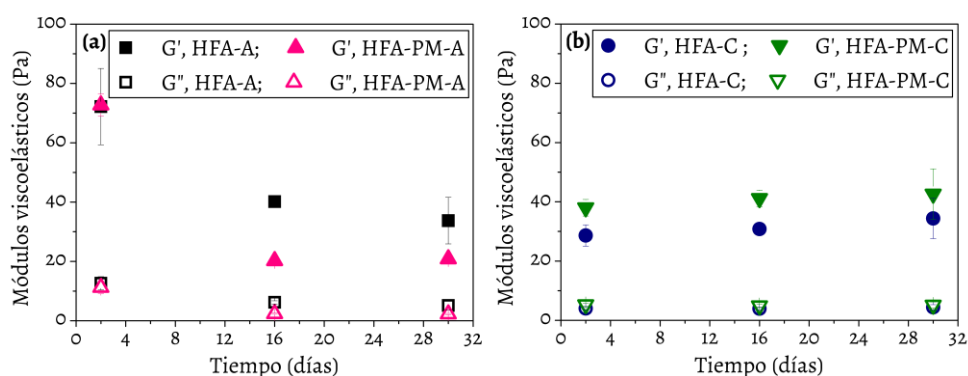 (a) G', HFA-A; G', HFA-PM-A
G", HFA-A; G", HFA-PM-A
Módulos viscoelásticos (Pa)
100
80
60
40
20
0
0 4 8 12 16 20 24 28 32
Tiempo (días)
(b) G', HFA-C ; G', HFA-PM-C
G", HFA-C; G", HFA-PM-C
Módulos viscoelásticos (Pa)
100
80
60
40
20
0
0 4 8 12 16 20 24 28 32
Tiempo (días)